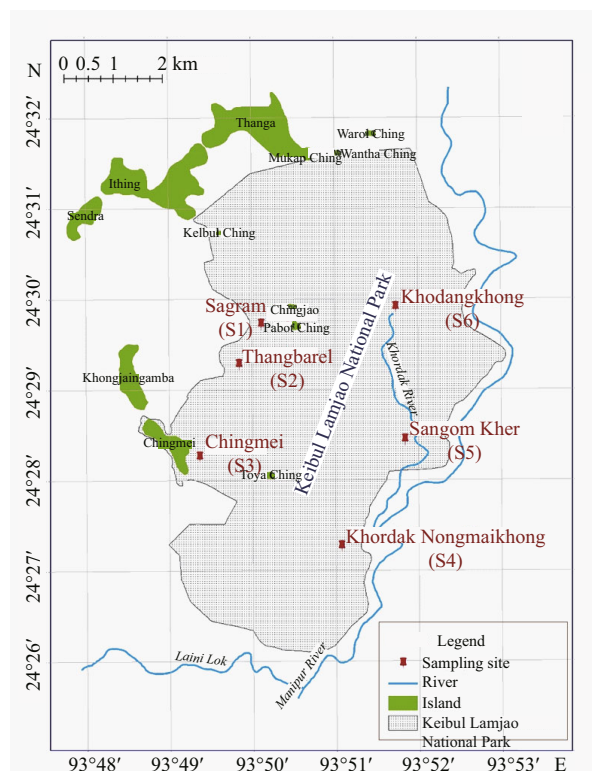 N
0 0.5 1 2 km
24°32′
24°31′
24°30′
24°29′
24°28′
24°27′
24°26′
Thanga
Waroi Ching
Mukap Ching
Wantha Ching
Ithing
Sendra
Kelbul Ching
Chingjao
Sagram
(S1)
Pabot Ching
Khodangkhong
(S6)
Thangbarel
(S2)
Keibul Lamjao National Park
Khordak River
Khongjaingamba
Chingmei
Chingmei
(S3)
Toya Ching
Sangom Kher
(S5)
Khordak Nongmaikhong
(S4)
Laini Lok
Manipur River
Legend
Sampling site
River
Island
Keibul Lamjao
National Park
93°48′ 93°49′ 93°50′ 93°51′ 93°52′ 93°53′ E